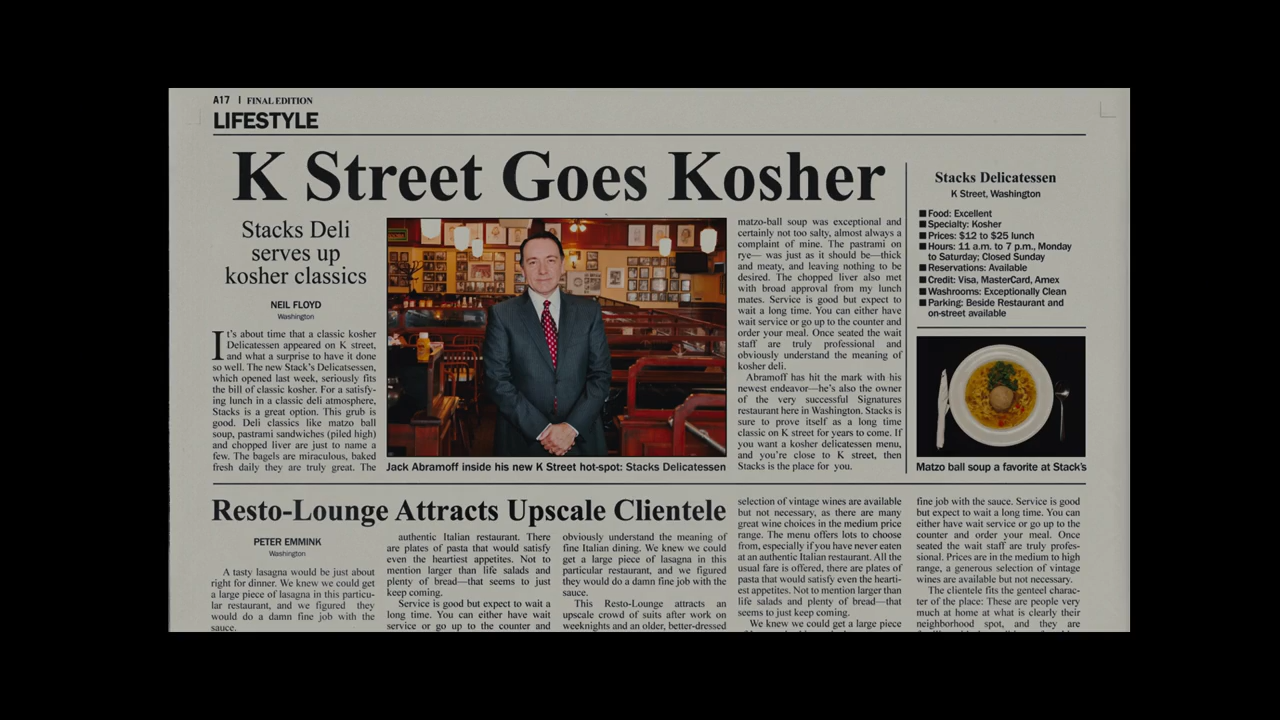 A17 | FINAL EDITION
LIFESTYLE
K Street Goes Kosher
Stacks Deli
serves up
kosher classics
NEIL FLOYD
Washington
It's about time that a classic kosher
Delicatessen appeared on K street,
and what a surprise to have it done
so well. The new Stack's Delicatsessen,
which opened last week, seriously fits
the bill of classic kosher. For a satisfy-
ing lunch in a classic deli atmosphere,
Stacks is a great option. This grub is
good. Deli classics like matzo ball
soup, pastrami sandwiches (piled high)
and chopped liver are just to name a
few. The bagels are miraculous, baked
fresh daily they are truly great. The
Jack Abramoff inside his new K Street hot-spot: Stacks Delicatessen
matzo-ball soup was exceptional and
certainly not too salty, almost always a
complaint of mine. The pastrami on
rye— was just as it should be—thick
and meaty, and leaving nothing to be
desired. The chopped liver also met
with broad approval from my lunch
mates. Service is good but expect to
wait a long time. You can either have
wait service or go up to the counter and
order your meal. Once seated the wait
staff are truly professional and
obviously understand the meaning of
kosher deli.
Abramoff has hit the mark with his
newest endeavor—he's also the owner
of the very successful Signatures
restaurant here in Washington. Stacks is
sure to prove itself as a long time
classic on K street for years to come. If
you want a kosher delicatessen menu,
and you're close to K street, then
Stacks is the place for you.
Stacks Delicatessen
K Street, Washington
Food: Excellent
Specialty: Kosher
Prices: $12 to $25 lunch
Hours: 11 a.m. to 7 p.m., Monday
to Saturday; Closed Sunday
Reservations: Available
Credit: Visa, MasterCard, Amex
Washrooms: Exceptionally Clean
Parking: Beside Restaurant and
on-street available
Matzo ball soup a favorite at Stack's
Resto-Lounge Attracts Upscale Clientele
PETER EMMINK
Washington
A tasty lasagna would be just about
right for dinner. We knew we could get
a large piece of lasagna in this particu-
lar restaurant, and we figured they
would do a damn fine job with the
sauce.
authentic Italian restaurant. There
are plates of pasta that would satisfy
even the heartiest appetites. Not to
mention larger than life salads and
plenty of bread—that seems to just
keep coming.
Service is good but expect to wait a
long time. You can either have wait
service or go up to the counter and
obviously understand the meaning of
fine Italian dining. We knew we could
get a large piece of lasagna in this
particular restaurant, and we figured
they would do a damn fine job with the
sauce.
This Resto-Lounge attracts an
upscale crowd of suits after work on
weeknights and an older, better-dressed
selection of vintage wines are available
but not necessary, as there are many
great wine choices in the medium price
range. The menu offers lots to choose
from, especially if you have never eaten
at an authentic Italian restaurant. All the
usual fare is offered, there are plates of
pasta that would satisfy even the hearti-
est appetites. Not to mention larger than
life salads and plenty of bread—that
seems to just keep coming.
We knew we could get a large piece
fine job with the sauce. Service is good
but expect to wait a long time. You can
either have wait service or go up to the
counter and order your meal. Once
seated the wait staff are truly profes-
sional. Prices are in the medium to high
range, a generous selection of vintage
wines are available but not necessary.
The clientele fits the genteel charac-
ter of the place: These are people very
much at home at what is clearly their
neighborhood spot, and they are